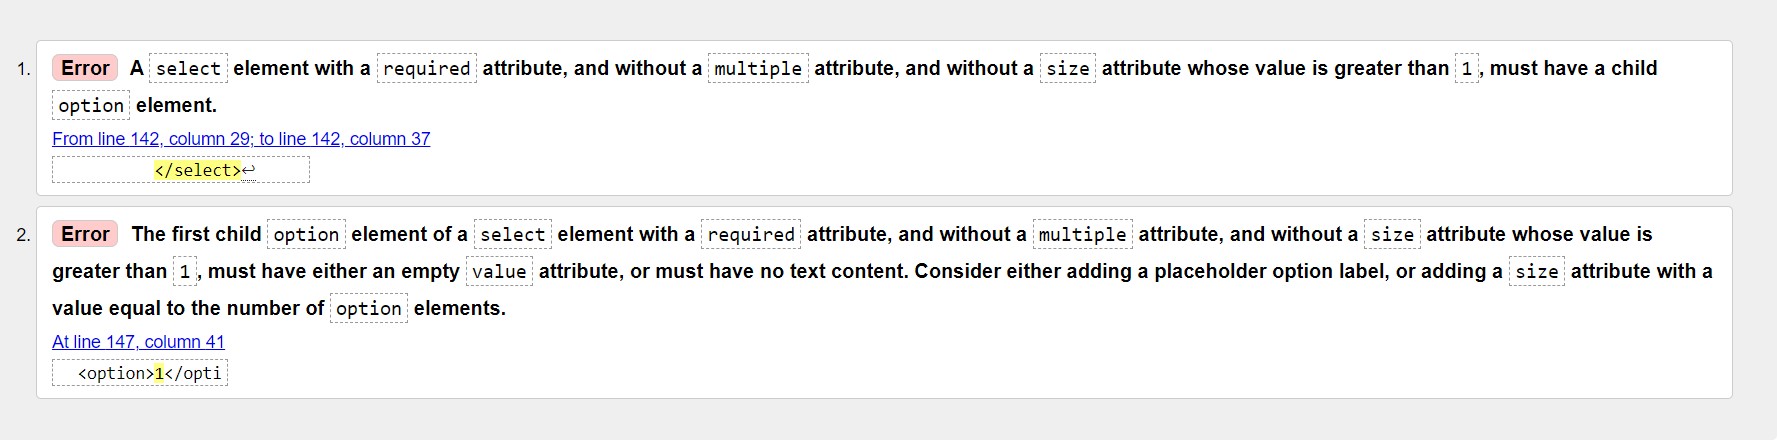 1. Error A select element with a required attribute, and without a multiple attribute, and without a size attribute whose value is greater than 1, must have a child
option element.
From line 142, column 29; to line 142, column 37
</select>↩
2. Error The first child option element of a select element with a required attribute, and without a multiple attribute, and without a size attribute whose value is
greater than 1, must have either an empty value attribute, or must have no text content. Consider either adding a placeholder option label, or adding a size attribute with a
value equal to the number of option elements.
At line 147, column 41
<option>1</opti